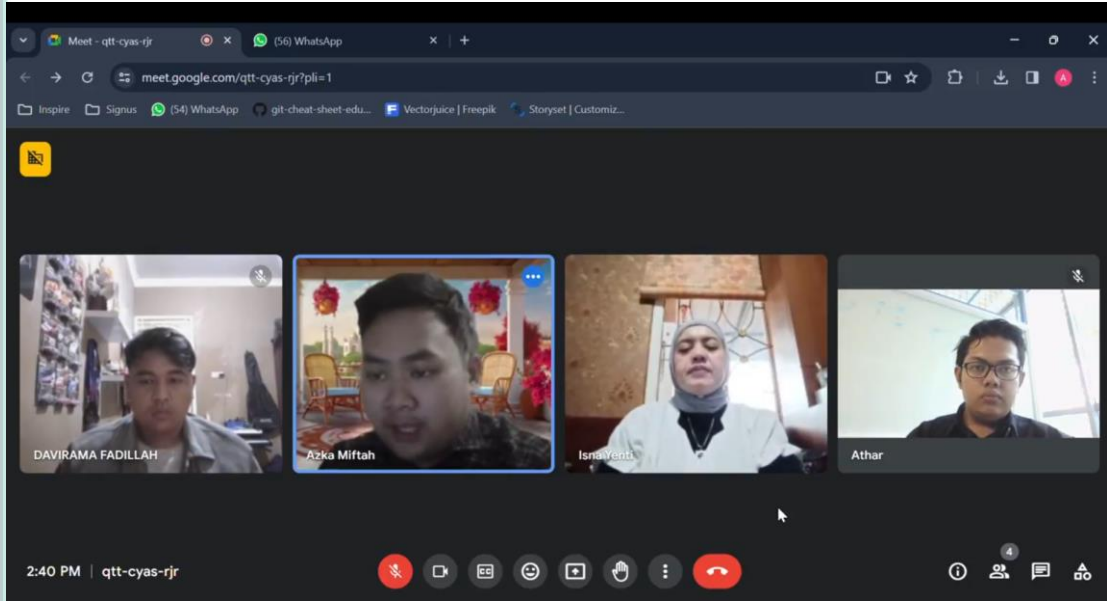 Meet - qtt-cyas-rjr
(56) WhatsApp
meet.google.com/qtt-cyas-rjr?pli=1
A
Inspire
Signus
(54) WhatsApp
git-cheat-sheet-edu...
Vectorjuice | Freepik
Storyset | Customiz...
DAVIRAMA FADILLAH
Azka Miftah
Isna Yenti
Athar
2:40 PM | qtt-cyas-rjr
CC
4